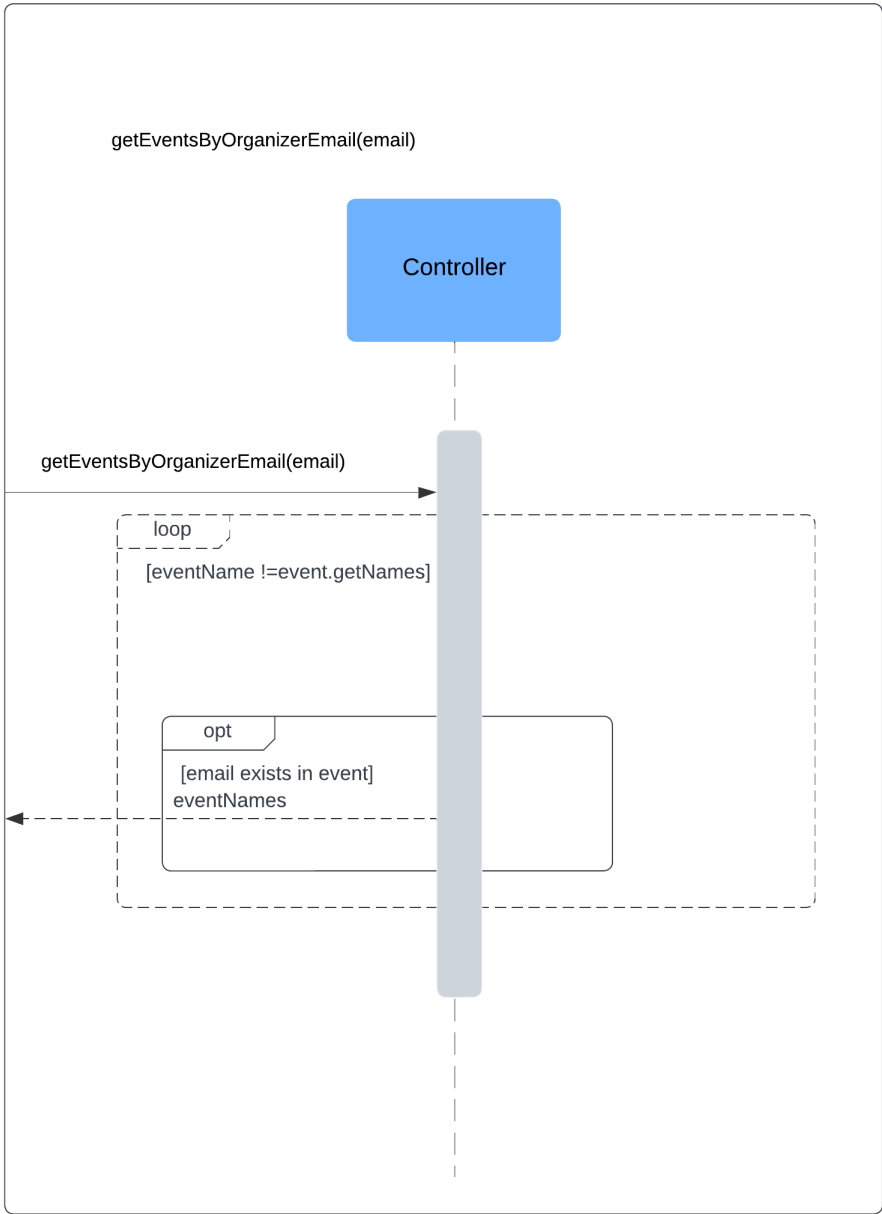 getEventsByOrganizerEmail(email)
Controller
getEventsByOrganizerEmail(email)
loop
[eventName !=event.getNames]
opt
[email exists in event]
eventNames